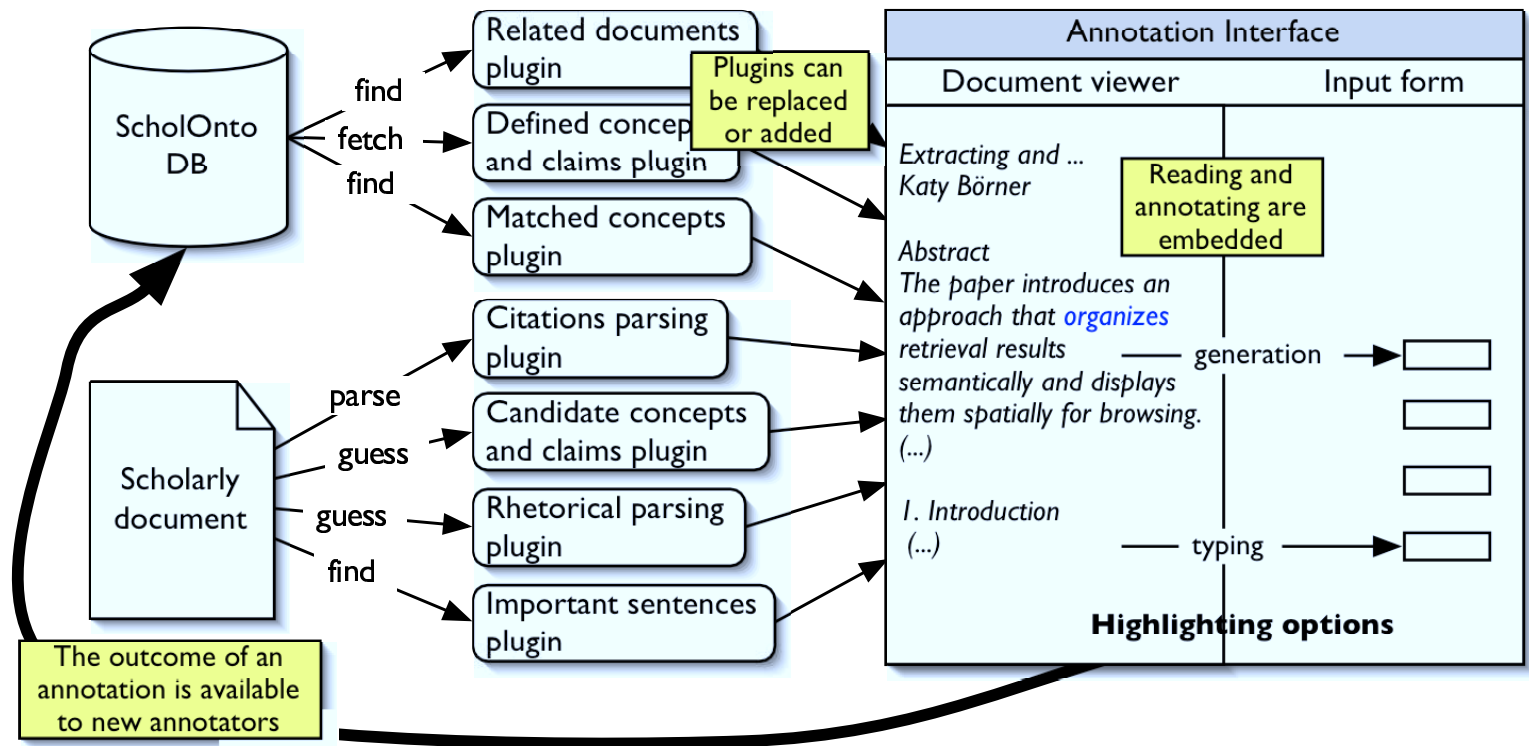 ScholOnto
DB
find
fetch
find
Related documents
plugin
Defined concep
and claims plugin
Matched concepts
plugin
Plugins can
be replaced
or added
Scholarly
document
parse
guess
guess
find
Citations parsing
plugin
Candidate concepts
and claims plugin
Rhetorical parsing
plugin
Important sentences
plugin
The outcome of an
annotation is available
to new annotators
Annotation Interface
Document viewer
Input form
Extracting and ...
Katy Börner
Reading and
annotating are
embedded
Abstract
The paper introduces an
approach that organizes
retrieval results
semantically and displays
them spatially for browsing.
(...)
generation
1. Introduction
(...)
typing
Highlighting options